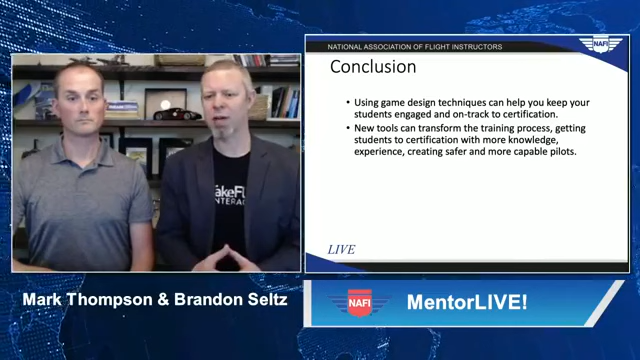 NATIONAL ASSOCIATION OF FLIGHT INSTRUCTORS
NAFI
Conclusion
• Using game design techniques can help you keep your
students engaged and on-track to certification.
• New tools can transform the training process, getting
students to certification with more knowledge,
experience, creating safer and more capable pilots.
LIVE
Mark Thompson & Brandon Seltz
NAFI
MentorLIVE!